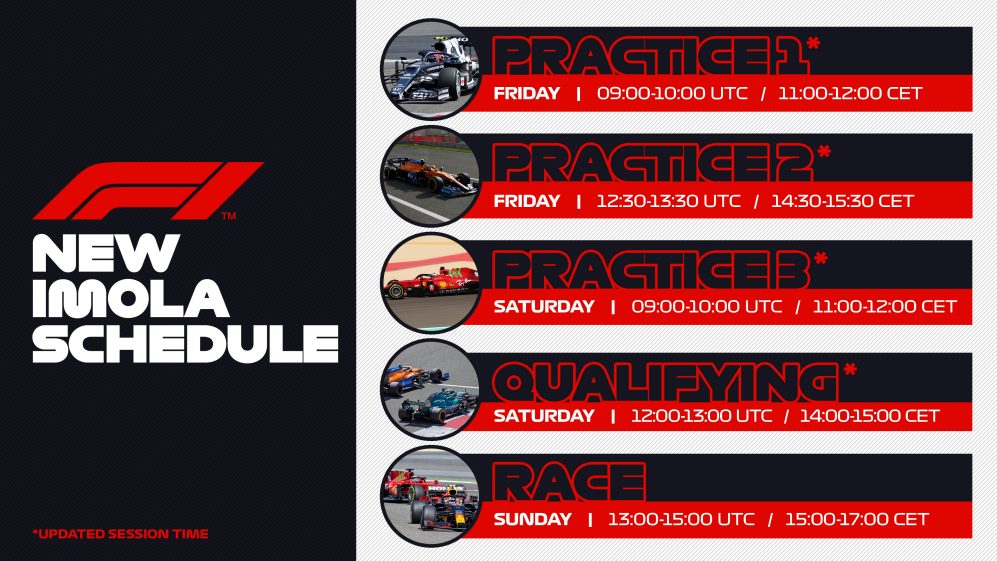 F1 ™
NEW
IMOLA
SCHEDULE
*UPDATED SESSION TIME
PRACTICE 1*
FRIDAY | 09:00-10:00 UTC / 11:00-12:00 CET
PRACTICE 2*
FRIDAY | 12:30-13:30 UTC / 14:30-15:30 CET
PRACTICE 3*
SATURDAY | 09:00-10:00 UTC / 11:00-12:00 CET
QUALIFYING*
SATURDAY | 12:00-13:00 UTC / 14:00-15:00 CET
RACE
SUNDAY | 13:00-15:00 UTC / 15:00-17:00 CET